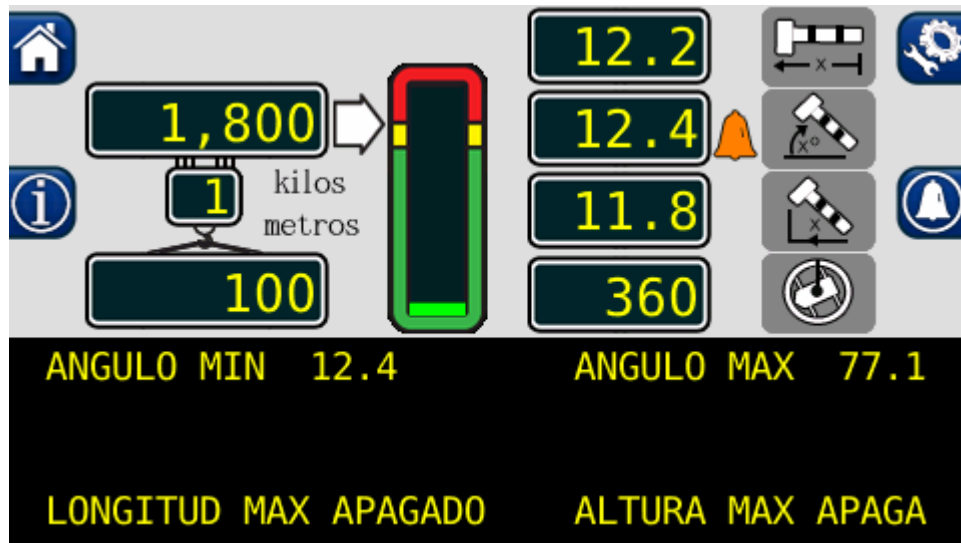 12.2
x
1,800
12.4
x°
1
kilos
metros
11.8
x
100
360
ANGULO MIN 12.4
ANGULO MAX 77.1
LONGITUD MAX APAGADO
ALTURA MAX APAGA